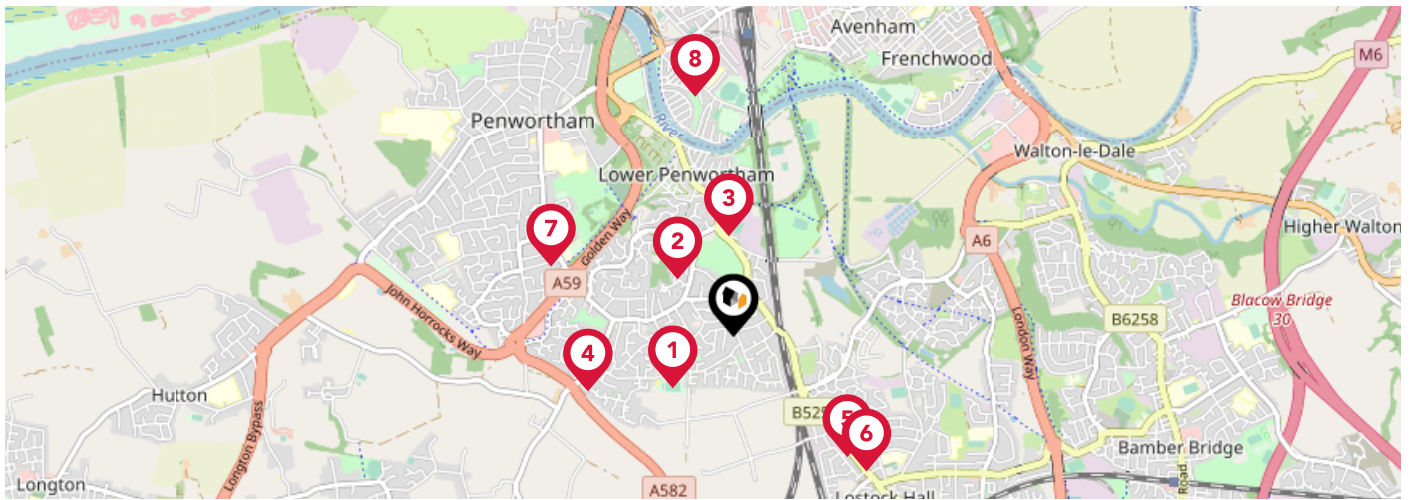 Avenham
Frenchwood
M6
8
Penwortham
River
Walton-le-Dale
Lower Penwortham
3
Higher Walton
7
2
Golden Way
A6
A59
Blacow Bridge
30
John Horrocks Way
B6258
London Way
4
1
Hutton
B525
5
6
Longton Bypass
Bamber Bridge
Longton
A582
Road
Lostock Hall